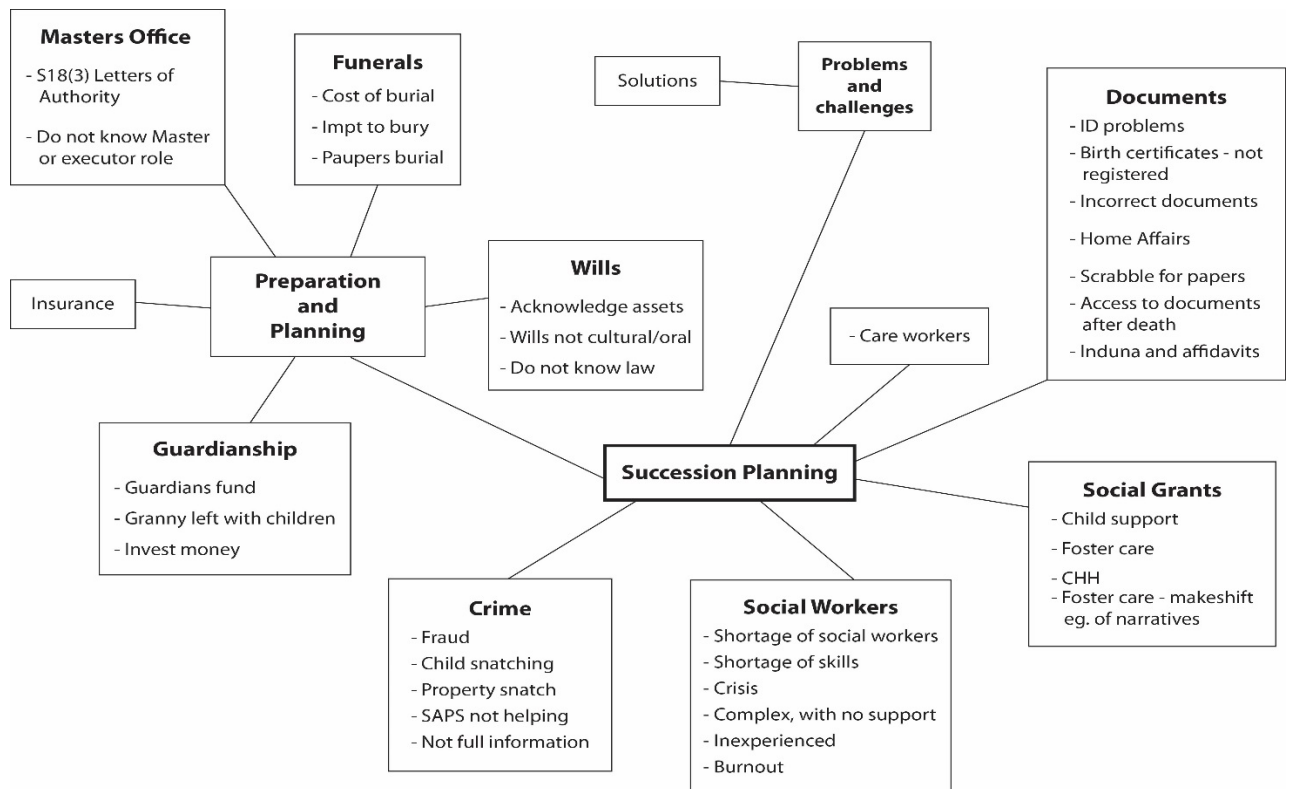 Masters Office
- S18(3) Letters of
Authority
- Do not know Master
or executor role
Funerals
- Cost of burial
- Impt to bury
- Paupers burial
Solutions
Problems
and
challenges
Documents
- ID problems
- Birth certificates - not
registered
- Incorrect documents
- Home Affairs
- Scrabble for papers
- Access to documents
after death
- Induna and affidavits
Insurance
Preparation
and
Planning
Wills
- Acknowledge assets
- Wills not cultural/oral
- Do not know law
- Care workers
Guardianship
- Guardians fund
- Granny left with children
- Invest money
Succession Planning
Social Grants
- Child support
- Foster care
- CHH
- Foster care - makeshift
eg. of narratives
Crime
- Fraud
- Child snatching
- Property snatch
- SAPS not helping
- Not full information
Social Workers
- Shortage of social workers
- Shortage of skills
- Crisis
- Complex, with no support
- Inexperienced
- Burnout